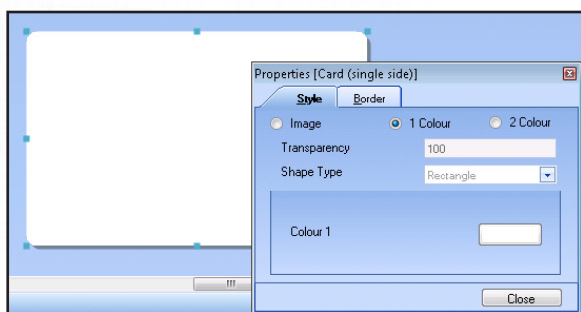 Properties [Card (single side)]
Style Border
Image 1 Colour 2 Colour
Transparency 100
Shape Type Rectangle
Colour 1
Close